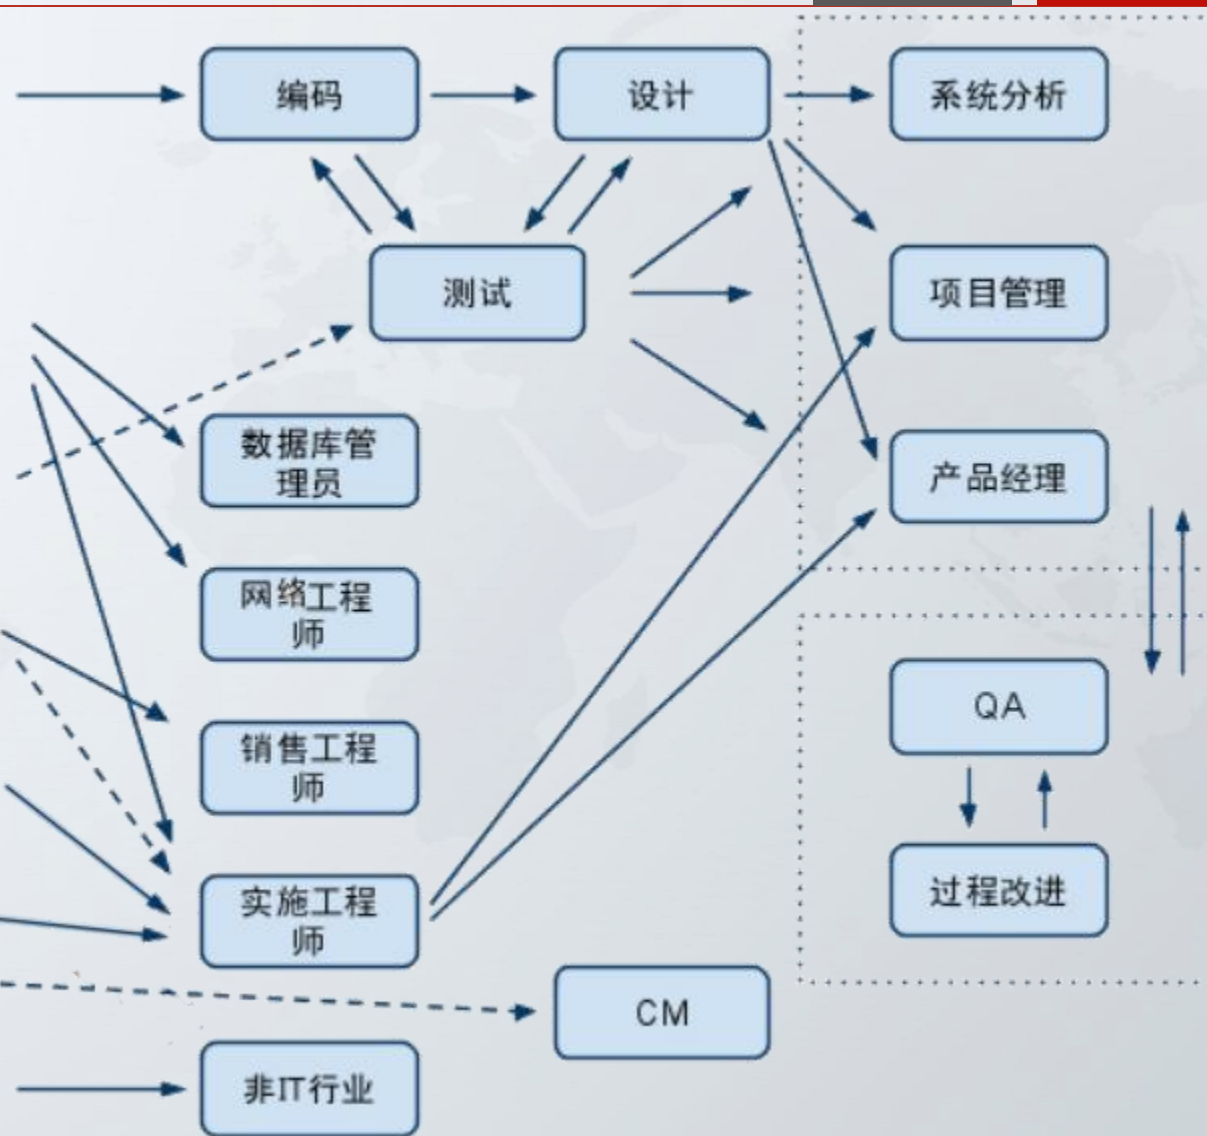 编码
设计
系统分析
测试
项目管理
数据库管
理员
产品经理
网络工程
师
QA
销售工程
师
过程改进
实施工程
师
CM
非IT行业